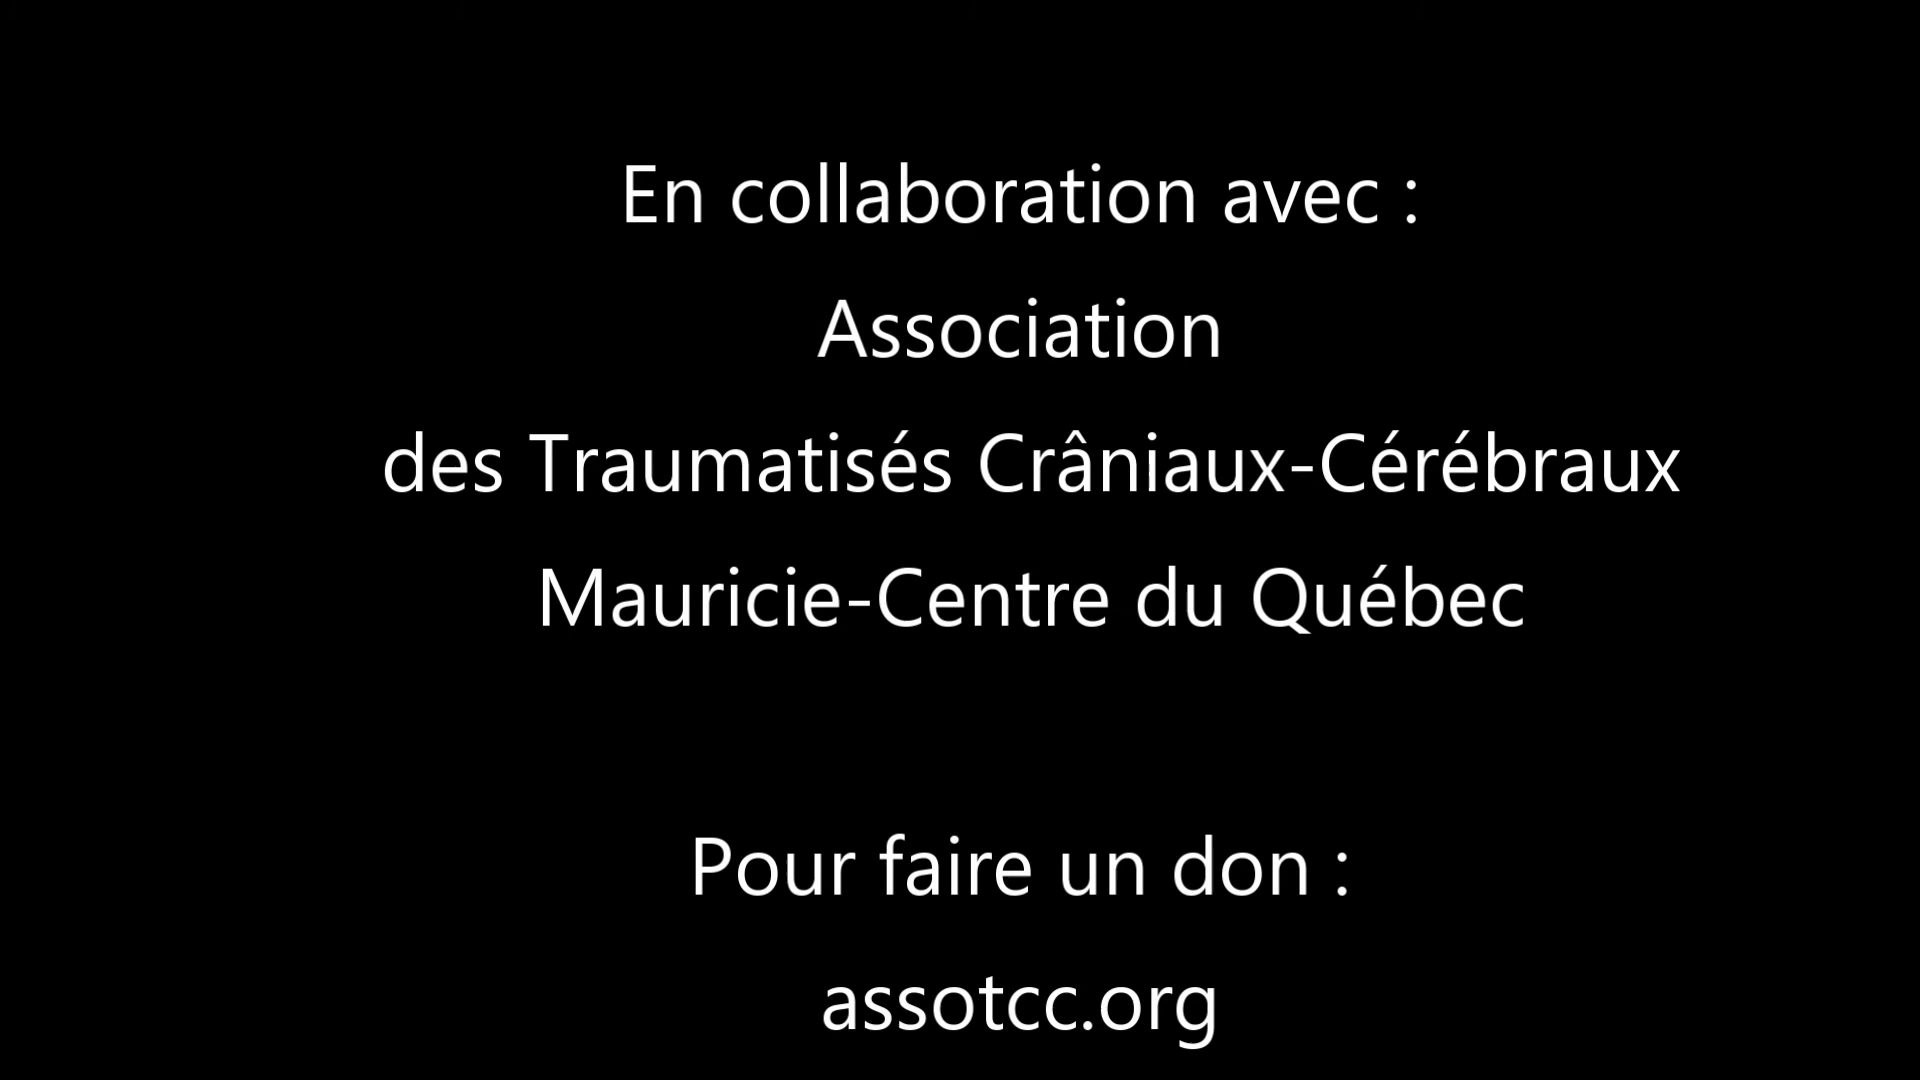 En collaboration avec :
Association
des Traumatisés Crâniaux-Cérébraux
Mauricie-Centre du Québec
Pour faire un don :
assotcc.org